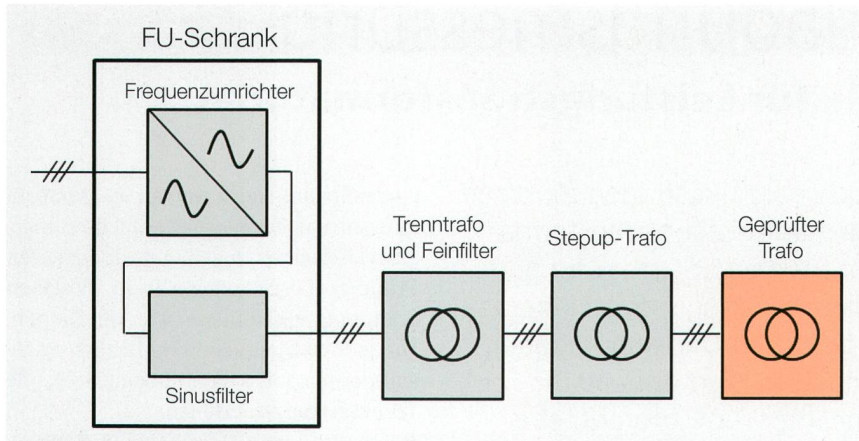 FU-Schrank
Frequenzumrichter
Sinusfilter
Trenntrafo
und Feinfilter
Stepup-Trafo
Geprüfter
Trafo